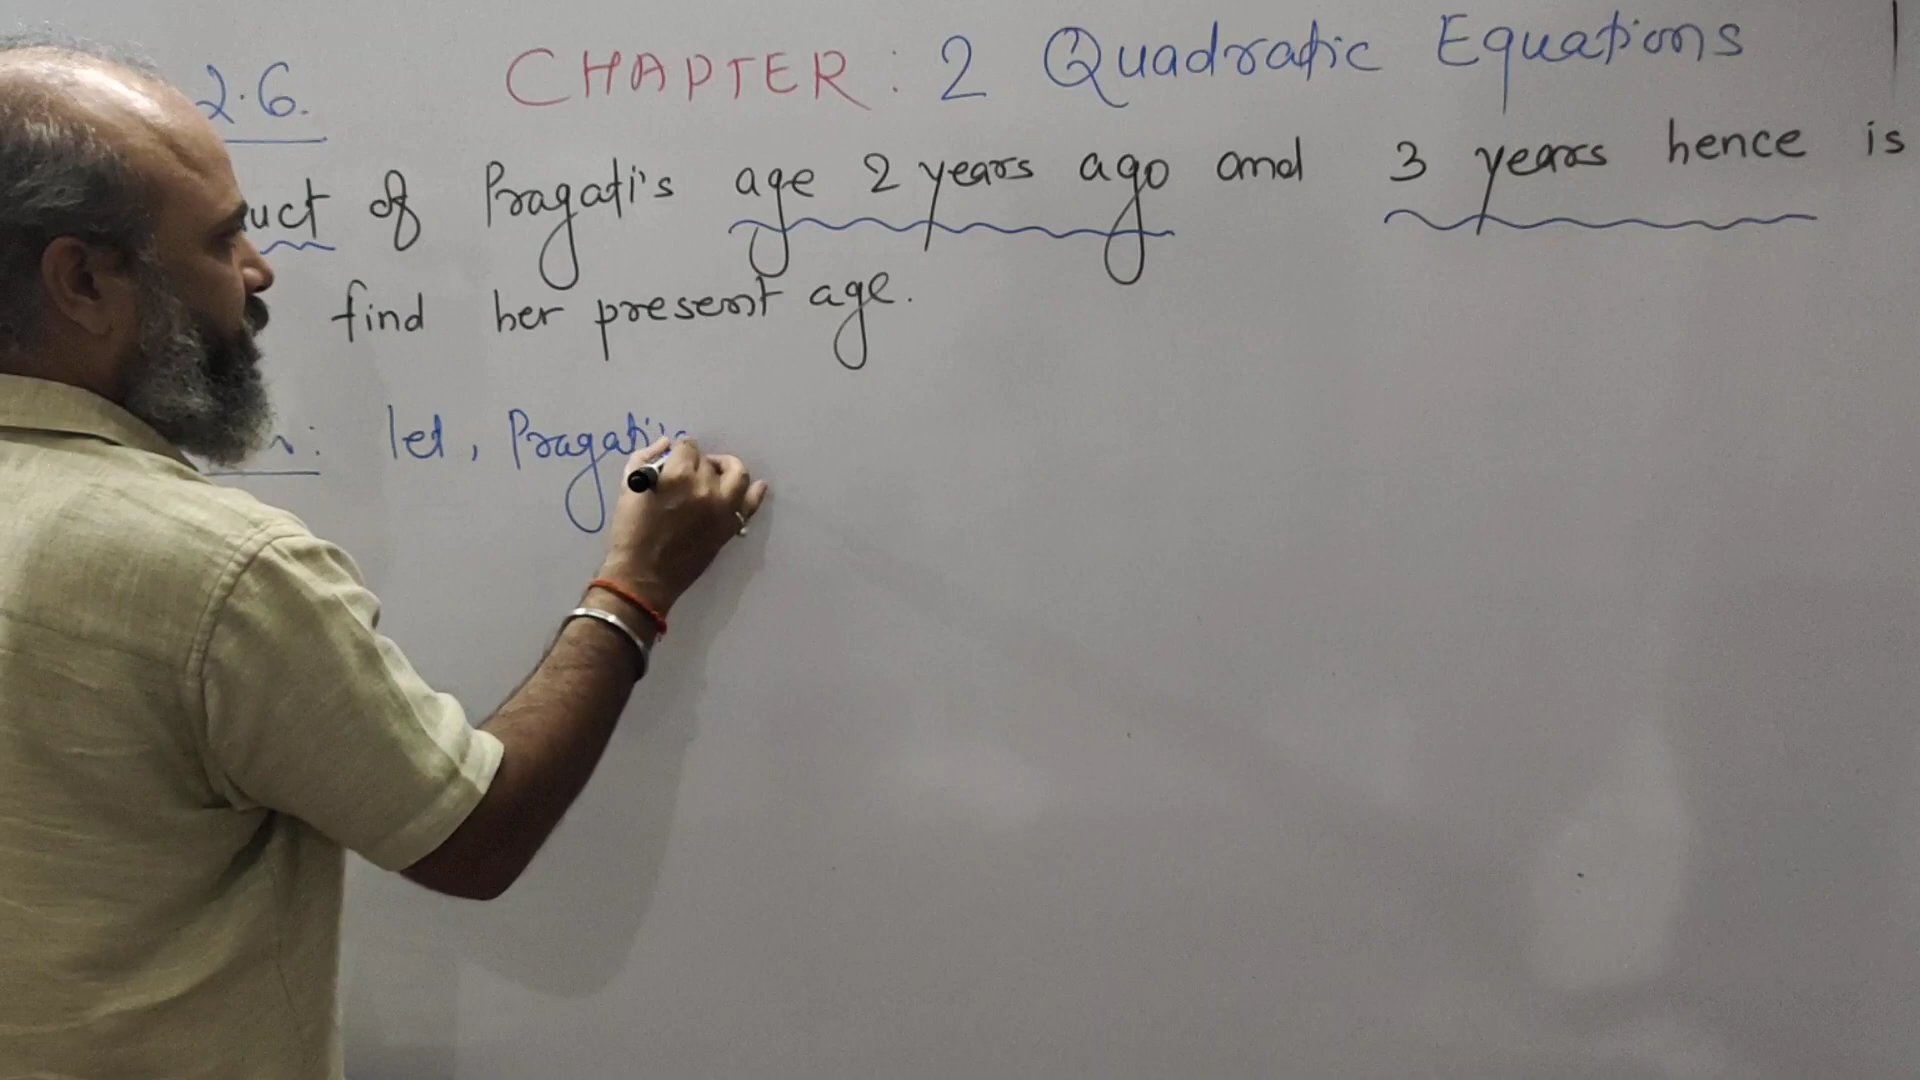 2.6. CHAPTER: 2 Quadratic Equations
uct of Pragati's age 2 years ago and 3 years hence is
find her present age.
n: let, Pragati's